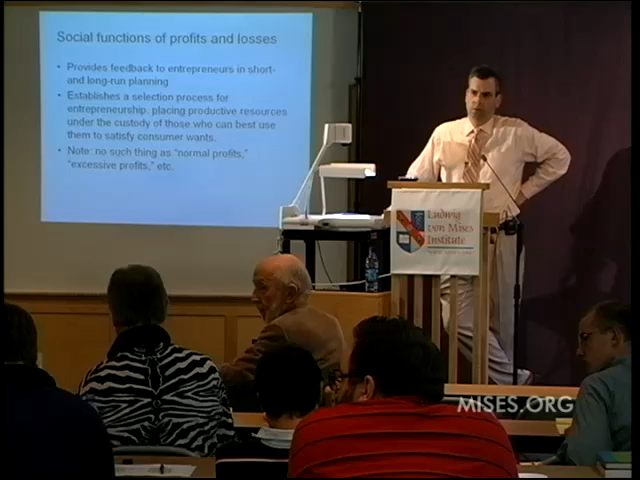 Social functions of profits and losses
• Provides feedback to entrepreneurs in short-
and long-run planning
• Establishes a selection process for
entrepreneurship, placing productive resources
under the custody of those who can best use
them to satisfy consumer wants.
• Note: no such thing as “normal profits,”
“excessive profits,” etc.
Ludwig
von Mises
Institute
MISES.ORG